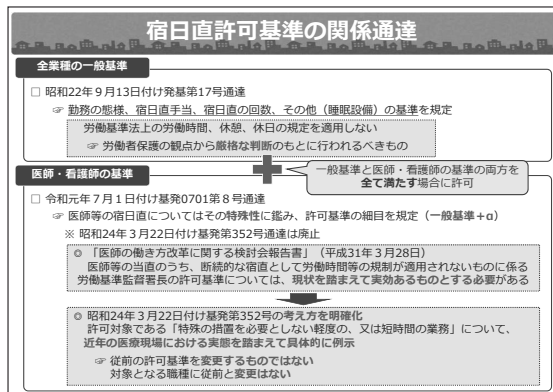 宿日直許可基準の関係通達
全業種の一般基準
□ 昭和22年9月13日付け発基第17号通達
☞ 勤務の態様、宿日直手当、宿日直の回数、その他(睡眠設備)の基準を規定
労働基準法上の労働時間、休憩、休日の規定を適用しない
☞ 労働者保護の観点から厳格な判断のもとに行われるべきもの
一般基準と医師・看護師の基準の両方を
全て満たす場合に許可
医師・看護師の基準
□ 令和元年7月1日付け基発0701第8号通達
☞ 医師等の宿日直についてはその特殊性に鑑み、許可基準の細目を規定(一般基準+α)
※ 昭和24年3月22日付け発基第352号通達は廃止
◎ 「医師の働き方改革に関する検討会報告書」(平成31年3月28日)
医師等の当直のうち、断続的な宿直として労働時間等の規制が適用されないものに係る
労働基準監督署長の許可基準については、現状を踏まえて実効あるものとする必要がある
◎ 昭和24年3月22日付け発基第352号の考え方を明確化
許可対象である「特殊の措置を必要としない軽度の、又は短時間の業務」について、
近年の医療現場における実態を踏まえて具体的に例示
☞ 従前の許可基準を変更するものではない
対象となる職種に従前と変更はない